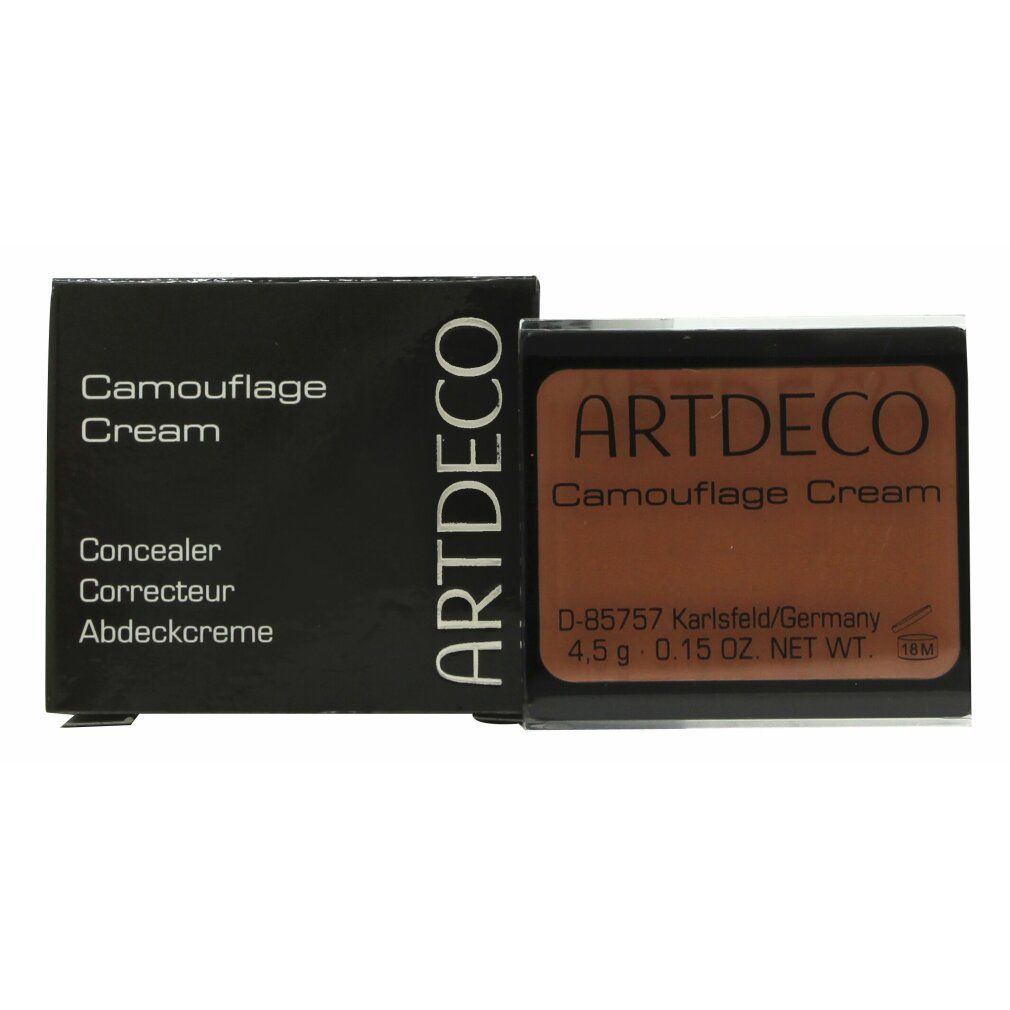 Camouflage
Cream
Concealer
Correcteur
Abdeckcreme
ARTDECO
ARTDECO
Camouflage Cream
D-85757 Karlsfeld/Germany
4,5 g · 0.15 OZ. NET WT.
18M